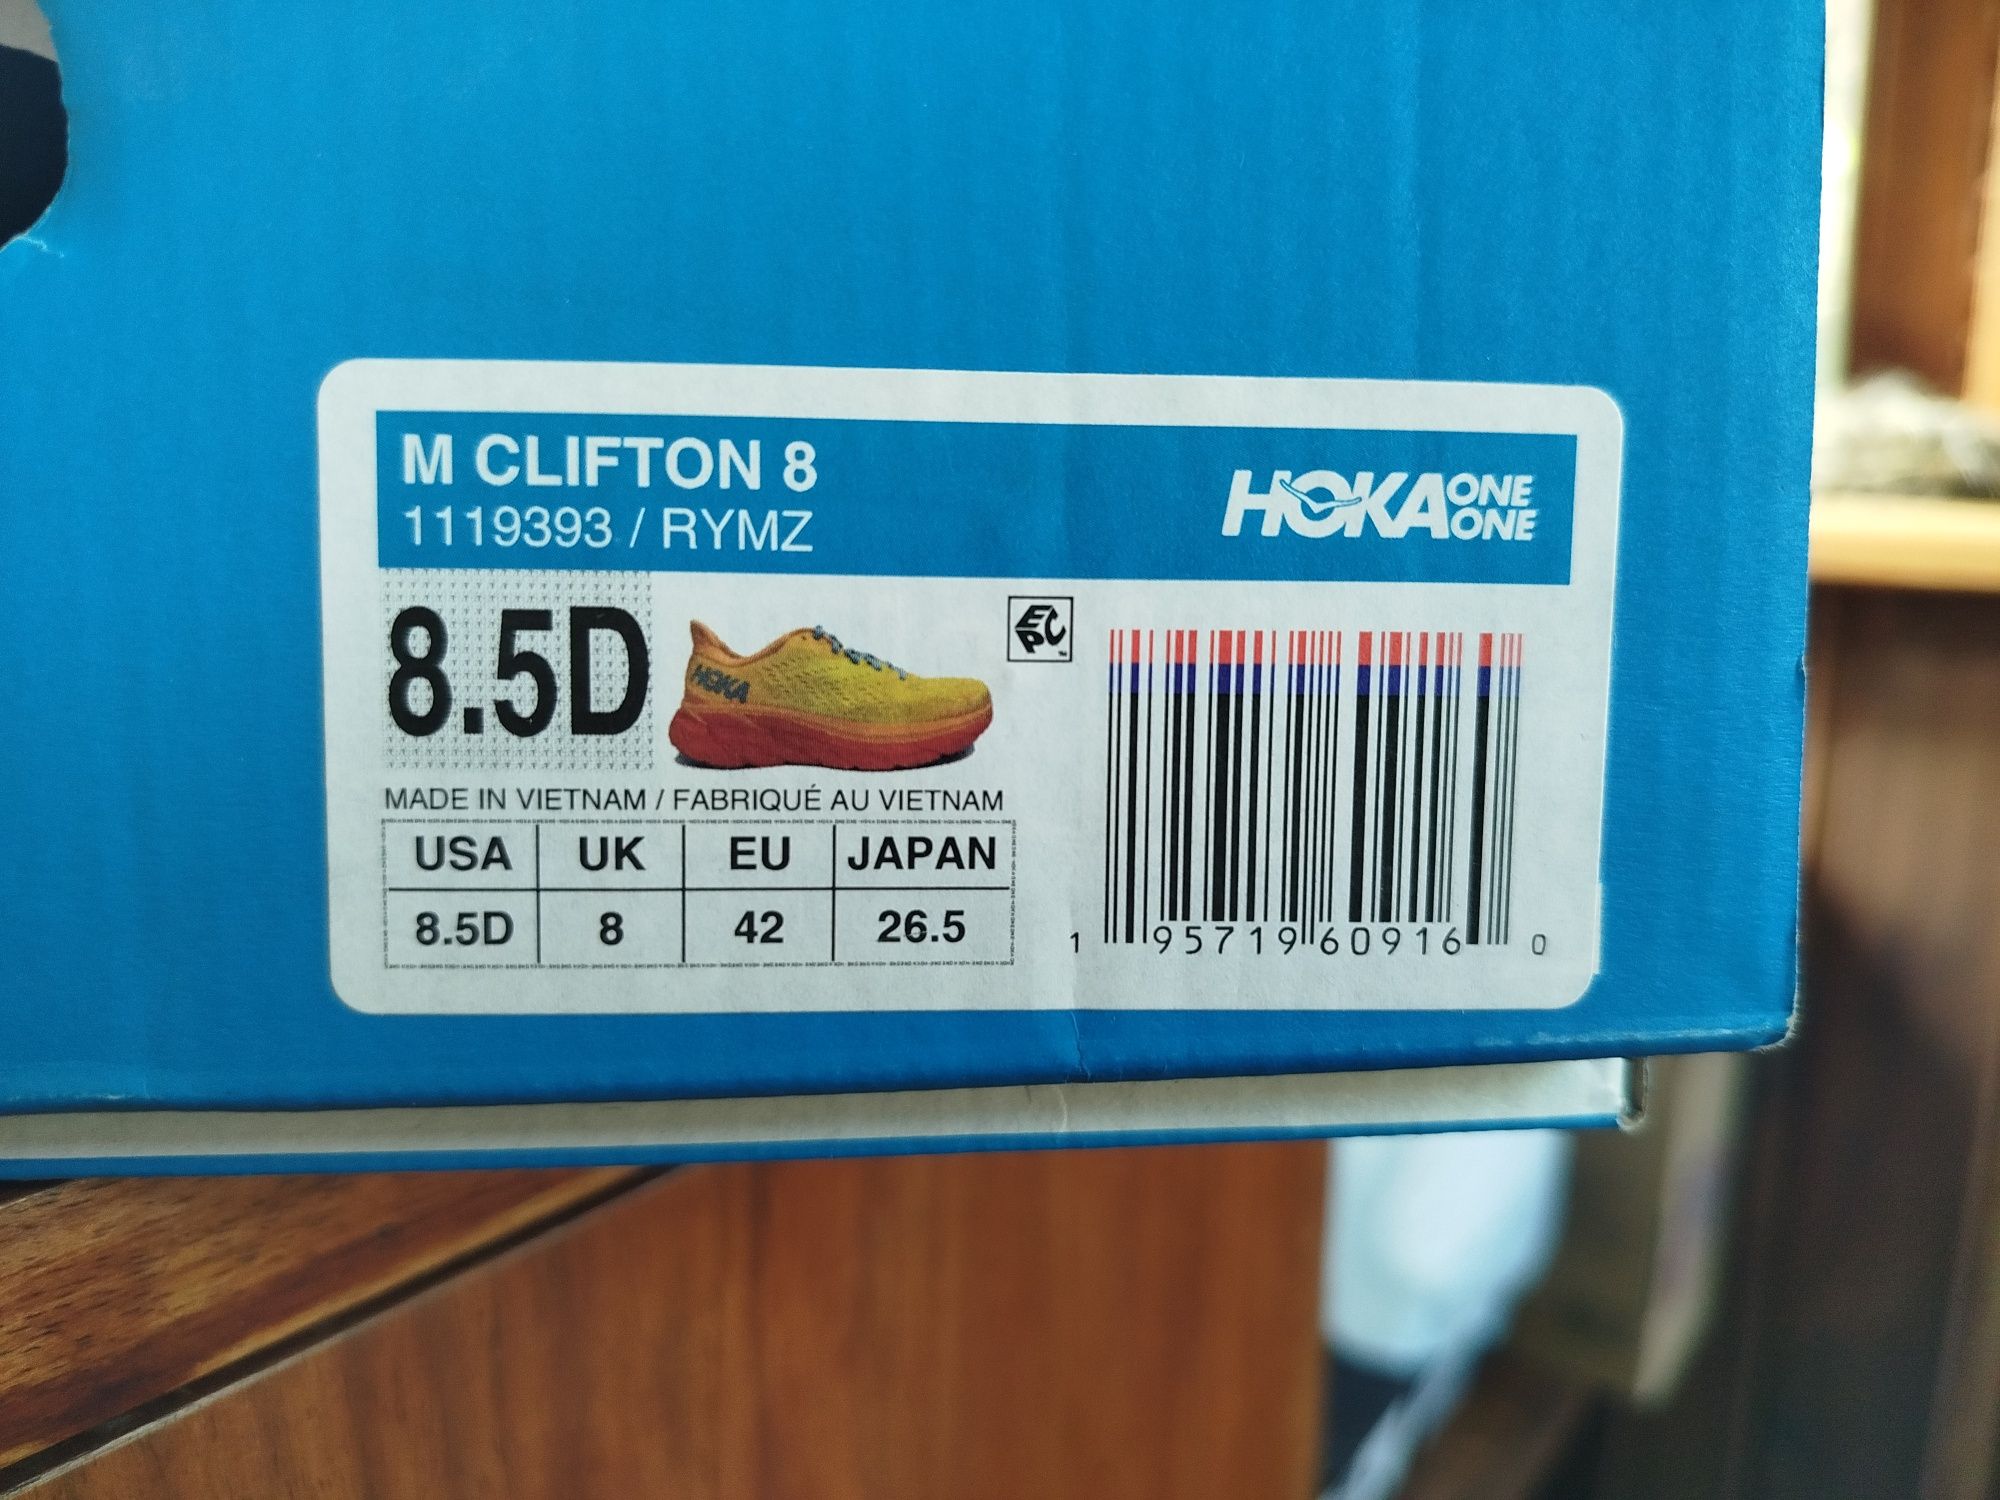 M CLIFTON 8
1119393 / RYMZ
HOKA ONE ONE
8.5D
HOKA
EPC
MADE IN VIETNAM / FABRIQUÉ AU VIETNAM
USA UK EU JAPAN
8.5D 8 42 26.5
1 95719 60916 0